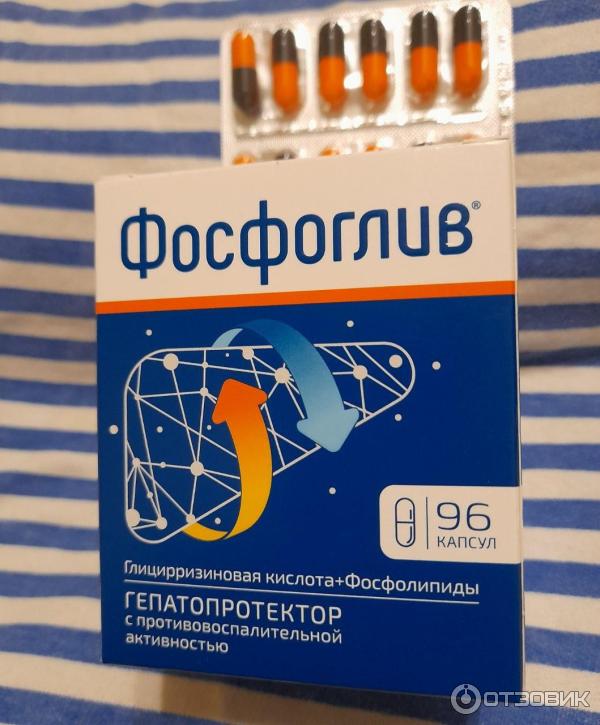 Фосфоглив®
96
КАПСУЛ
Глицирризиновая кислота+Фосфолипиды
ГЕПАТОПРОТЕКТОР
с противовоспалительной
активностью
ОТЗОВИК